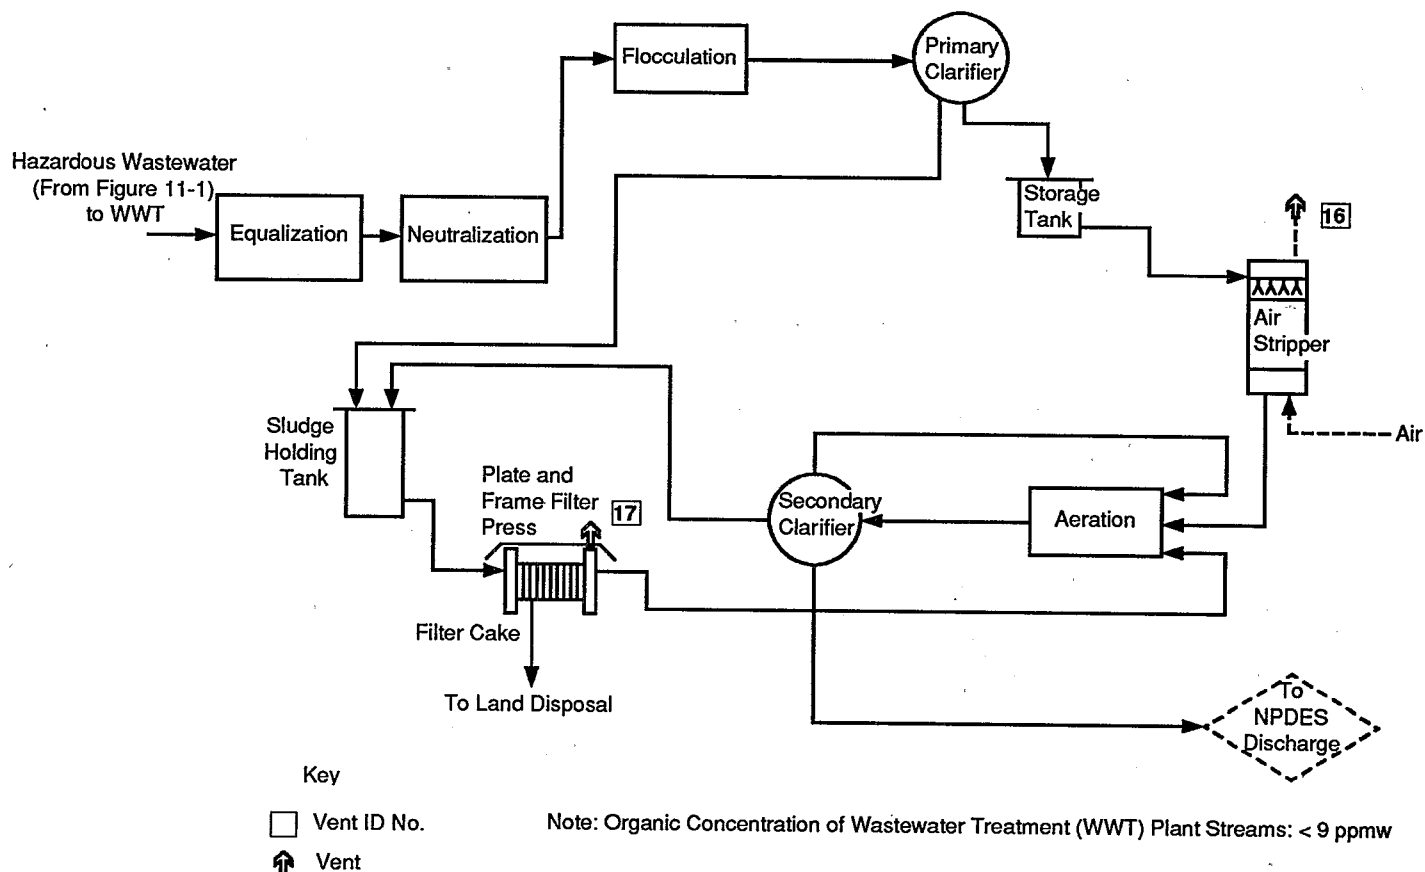 Flocculation
Primary
Clarifier
Hazardous Wastewater
(From Figure 11-1)
to WWT
Equalization
Neutralization
Storage
Tank
16
Air
Stripper
Air
Sludge
Holding
Tank
Plate and
Frame Filter
Press
17
Secondary
Clarifier
Aeration
Filter Cake
To Land Disposal
To
NPDES
Discharge
Key
Vent ID No.
Vent
Note: Organic Concentration of Wastewater Treatment (WWT) Plant Streams: < 9 ppmw